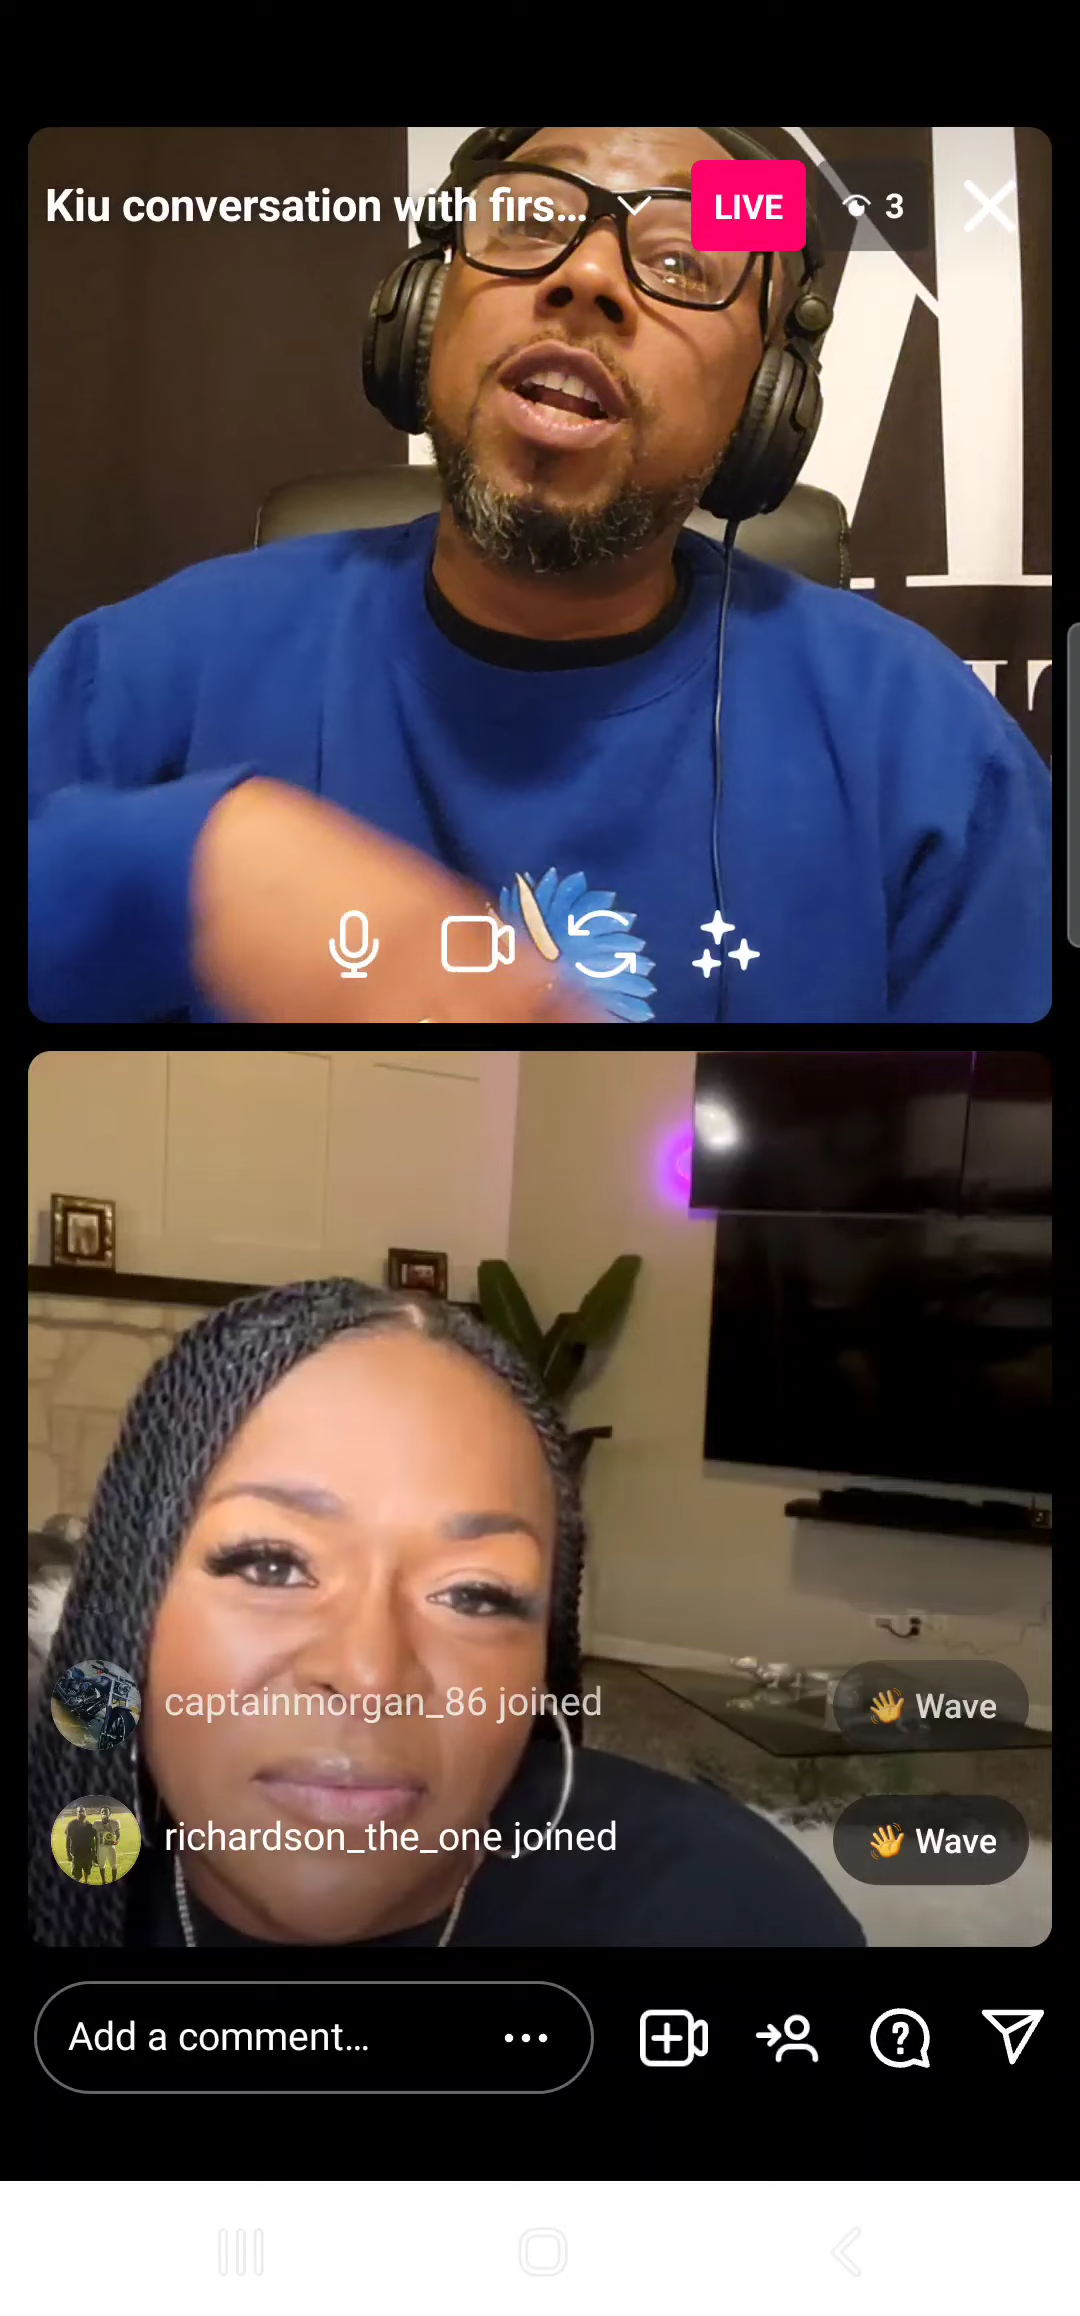 Kiu conversation with firs...
LIVE
3
captainmorgan_86 joined
👋 Wave
richardson_the_one joined
👋 Wave
Add a comment...